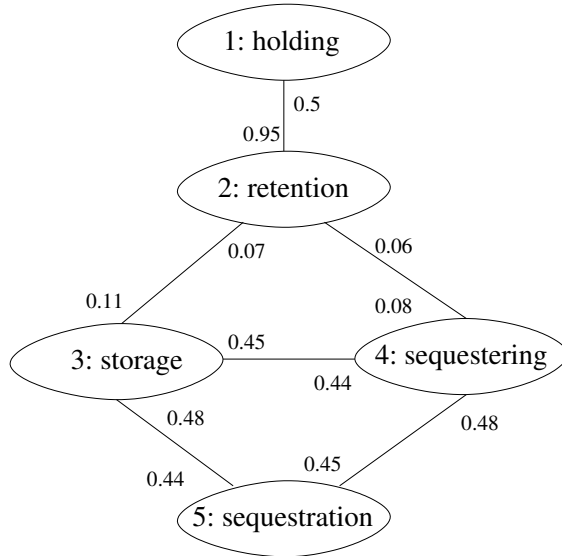 1: holding
0.5
0.95
2: retention
0.07
0.06
0.11
0.08
3: storage
0.45
0.44
4: sequestering
0.48
0.48
0.44
0.45
5: sequestration